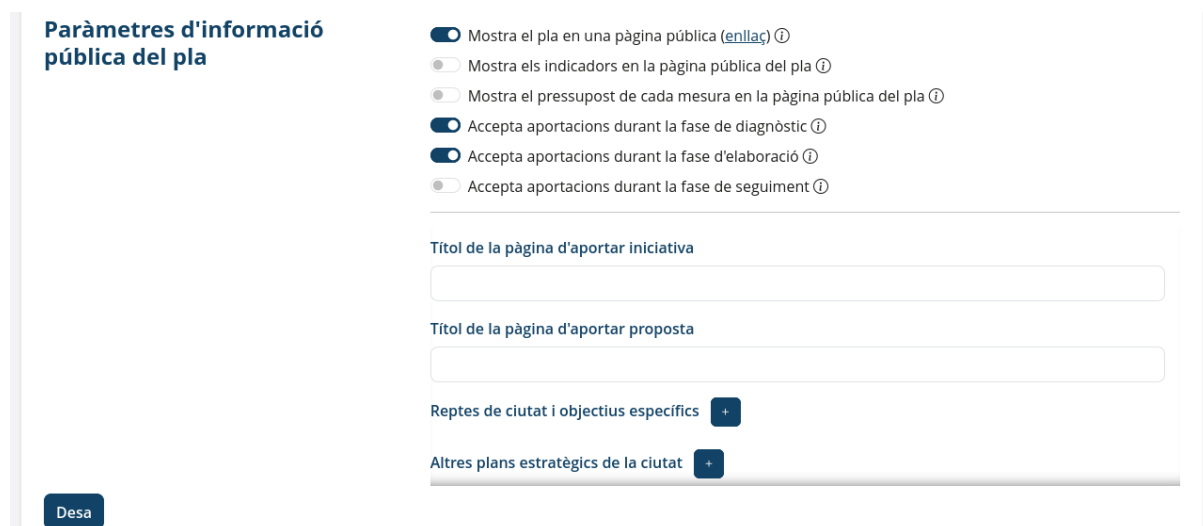 Paràmetres d'informació
pública del pla
Mostra el pla en una pàgina pública (enllaç)
Mostra els indicadors en la pàgina pública del pla
Mostra el pressupost de cada mesura en la pàgina pública del pla
Accepta aportacions durant la fase de diagnòstic
Accepta aportacions durant la fase d'elaboració
Accepta aportacions durant la fase de seguiment
Títol de la pàgina d'aportar iniciativa
Títol de la pàgina d'aportar proposta
Reptes de ciutat i objectius específics +
Altres plans estratègics de la ciutat +
Desa